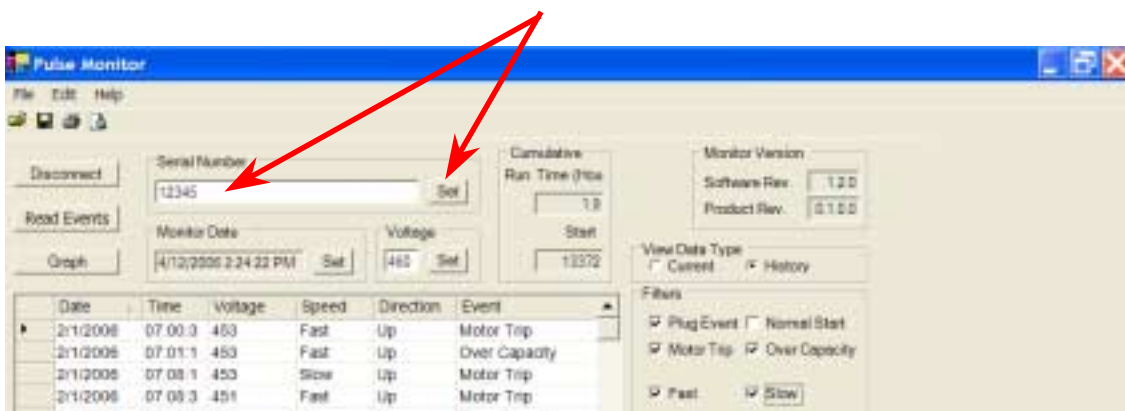 Pulse Monitor
File Edit Help
Disconnect
Serial Number
12345
Set
Cumulative
Run Time (Hou
1.9
Start
13372
Monitor Version
Software Rev 1.2.0
Product Rev. 0.1.0.0
Read Events
Monitor Date
4/12/2006 2:24:22 PM
Set
Voltage
460
Set
Graph
View Data Type
Current History
Filters
Plug Event Normal Start
Motor Trip Over Capacity
Fast Slow
Date Time Voltage Speed Direction Event
2/1/2006 07:00:3 453 Fast Up Motor Trip
2/1/2006 07:01:1 453 Fast Up Over Capacity
2/1/2006 07:08:1 453 Slow Up Motor Trip
2/1/2006 07:08:3 451 Fast Up Motor Trip